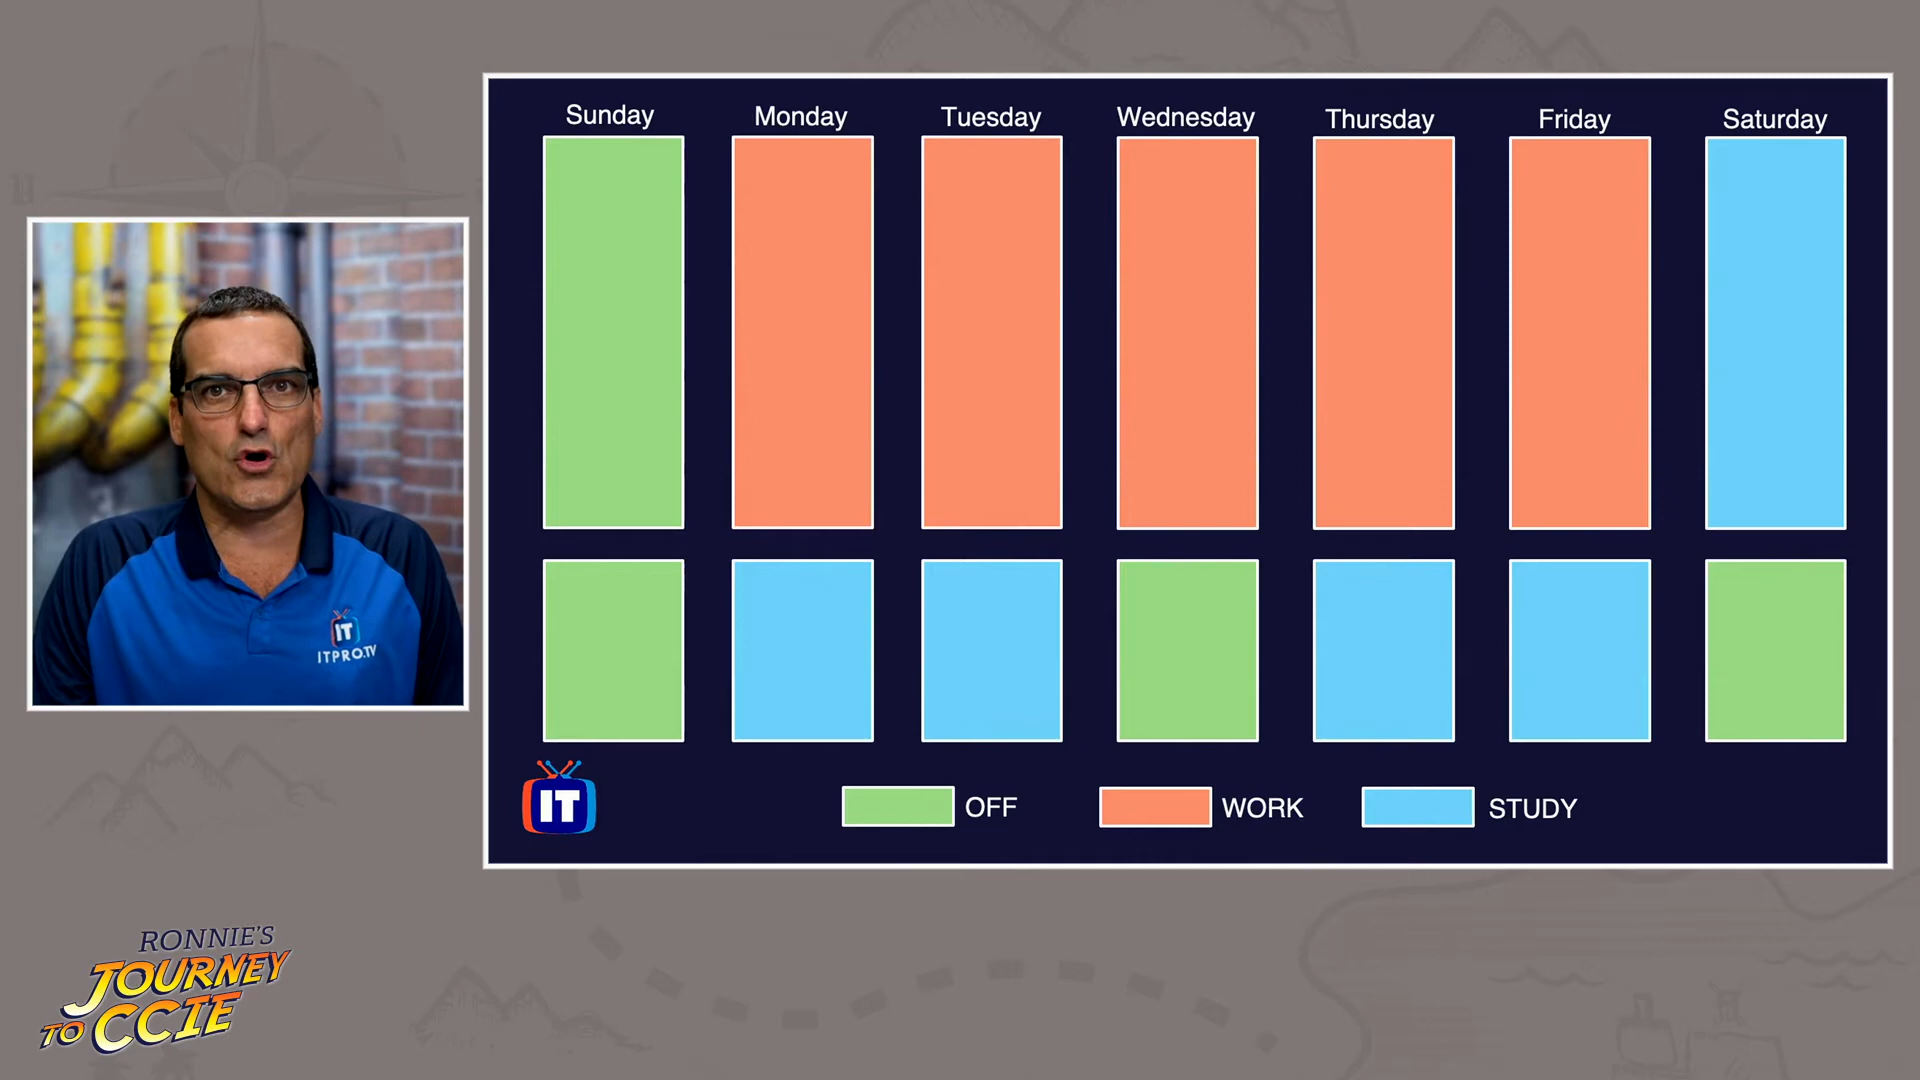 Sunday Monday Tuesday Wednesday Thursday Friday Saturday
IT
ITPRO.TV
IT
OFF WORK STUDY
RONNIE'S
JOURNEY
TO CCIE